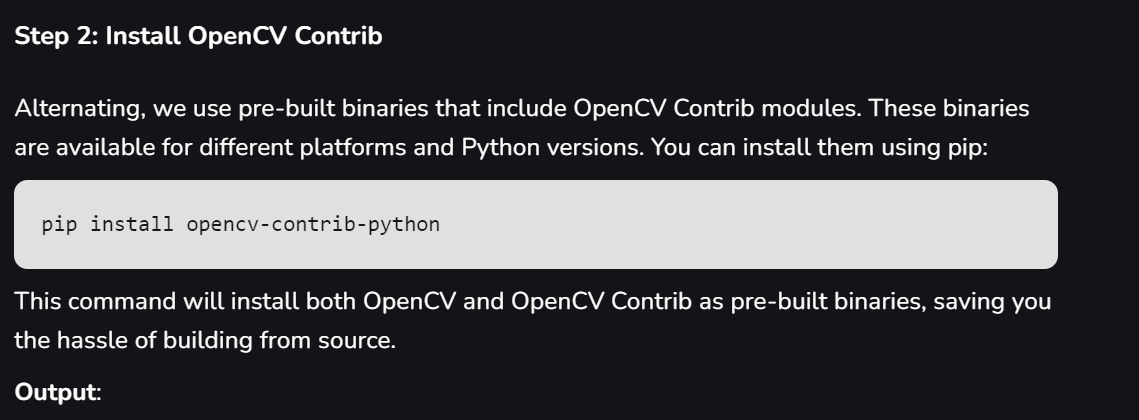 Step 2: Install OpenCV Contrib
Alternating, we use pre-built binaries that include OpenCV Contrib modules. These binaries
are available for different platforms and Python versions. You can install them using pip:
pip install opencv-contrib-python
This command will install both OpenCV and OpenCV Contrib as pre-built binaries, saving you
the hassle of building from source.
Output: